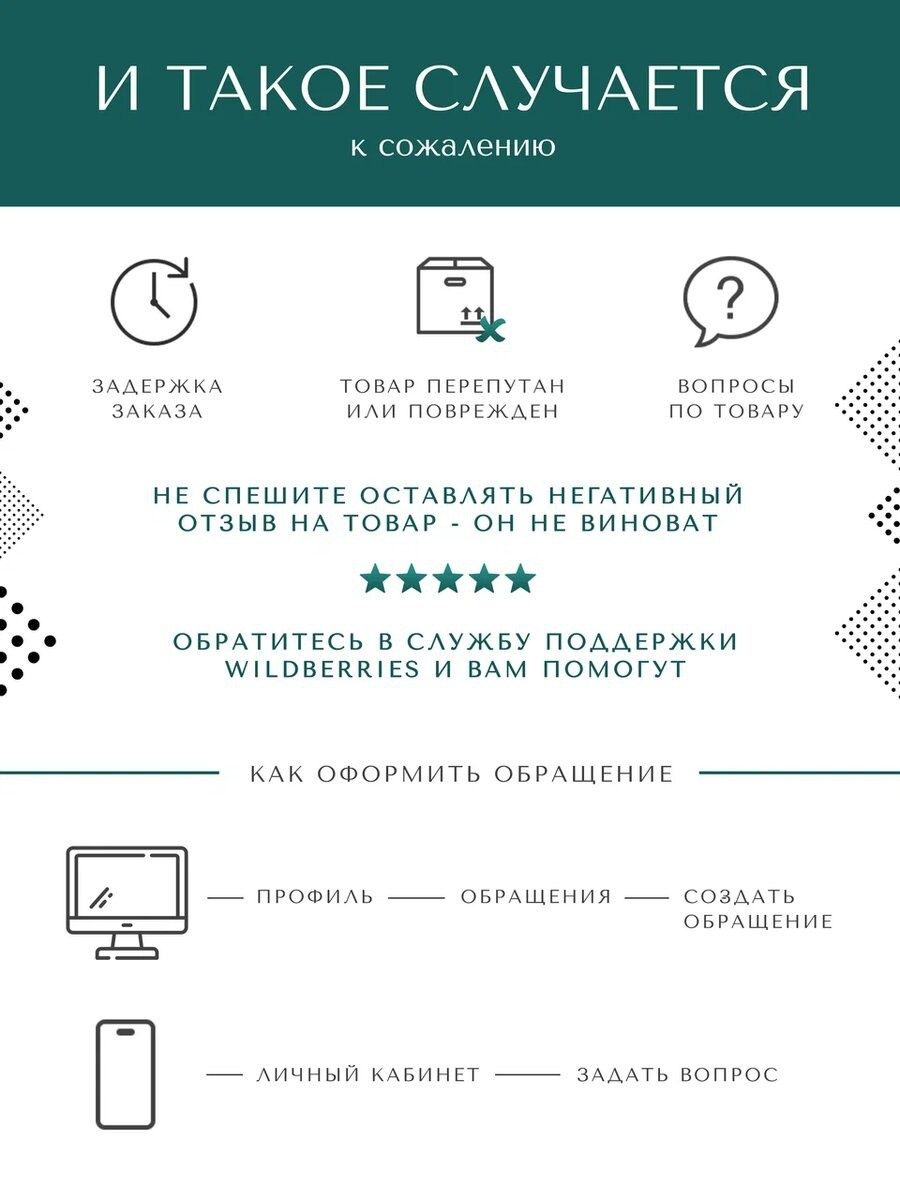 И ТАКОЕ СЛУЧАЕТСЯ
к сожалению
ЗАДЕРЖКА
ЗАКАЗА
ТОВАР ПЕРЕПУТАН
ИЛИ ПОВРЕЖДЕН
?
ВОПРОСЫ
ПО ТОВАРУ
НЕ СПЕШИТЕ ОСТАВЛЯТЬ НЕГАТИВНЫЙ
ОТЗЫВ НА ТОВАР - ОН НЕ ВИНОВАТ
ОБРАТИТЕСЬ В СЛУЖБУ ПОДДЕРЖКИ
WILDBERRIES И ВАМ ПОМОГУТ
КАК ОФОРМИТЬ ОБРАЩЕНИЕ
ПРОФИЛЬ — ОБРАЩЕНИЯ — СОЗДАТЬ
ОБРАЩЕНИЕ
ЛИЧНЫЙ КАБИНЕТ — ЗАДАТЬ ВОПРОС